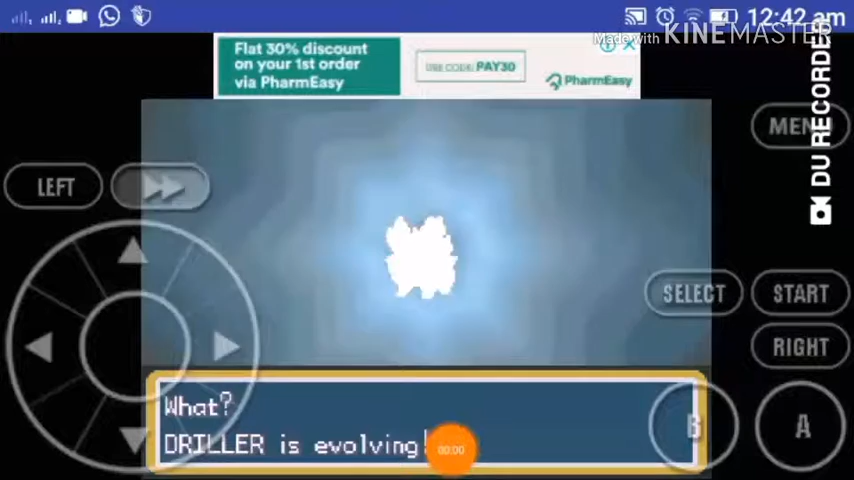 12:42 am
Made with KINEMASTER
Flat 30% discount
on your 1st order
via PharmEasy
USE CODE: PAY30
PharmEasy
MENU
DU RECORDER
LEFT
SELECT
START
RIGHT
What?
DRILLER is evolving!
00:00
B
A